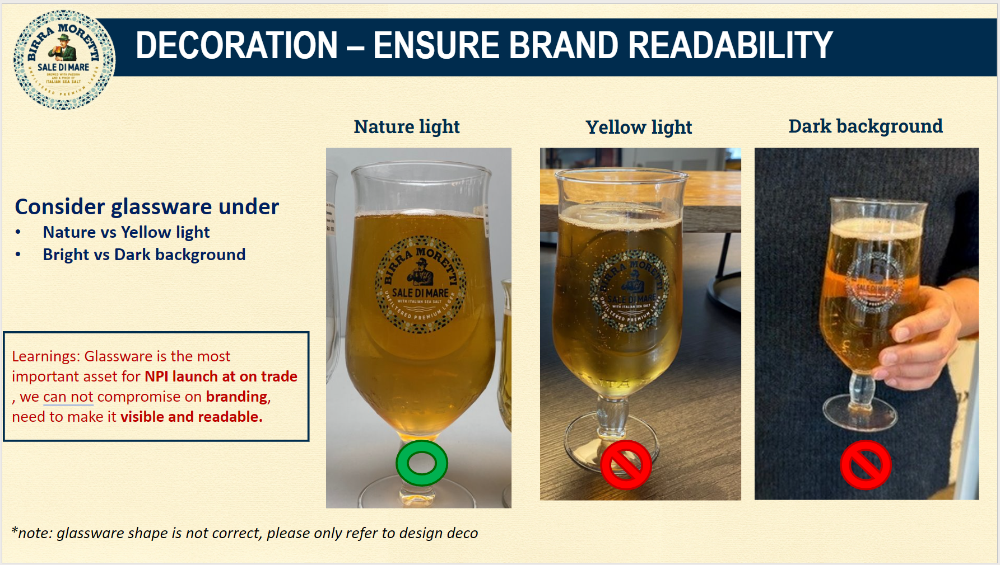 BIRRA MORETTI
SALE DI MARE
BREWED WITH PASSION
AND A PINCH OF
ITALIAN SEA SALT
UNFILTERED PREMIUM LAGER
DECORATION – ENSURE BRAND READABILITY
Nature light
Yellow light
Dark background
Consider glassware under
• Nature vs Yellow light
• Bright vs Dark background
Learnings: Glassware is the most
important asset for NPI launch at on trade
, we can not compromise on branding,
need to make it visible and readable.
BIRRA MORETTI
SALE DI MARE
WITH ITALIAN SEA SALT
UNFILTERED PREMIUM LAGER
BIRRA MORETTI
SALE DI MARE
WITH ITALIAN SEA SALT
UNFILTERED PREMIUM LAGER
SALE DI MARE
*note: glassware shape is not correct, please only refer to design deco